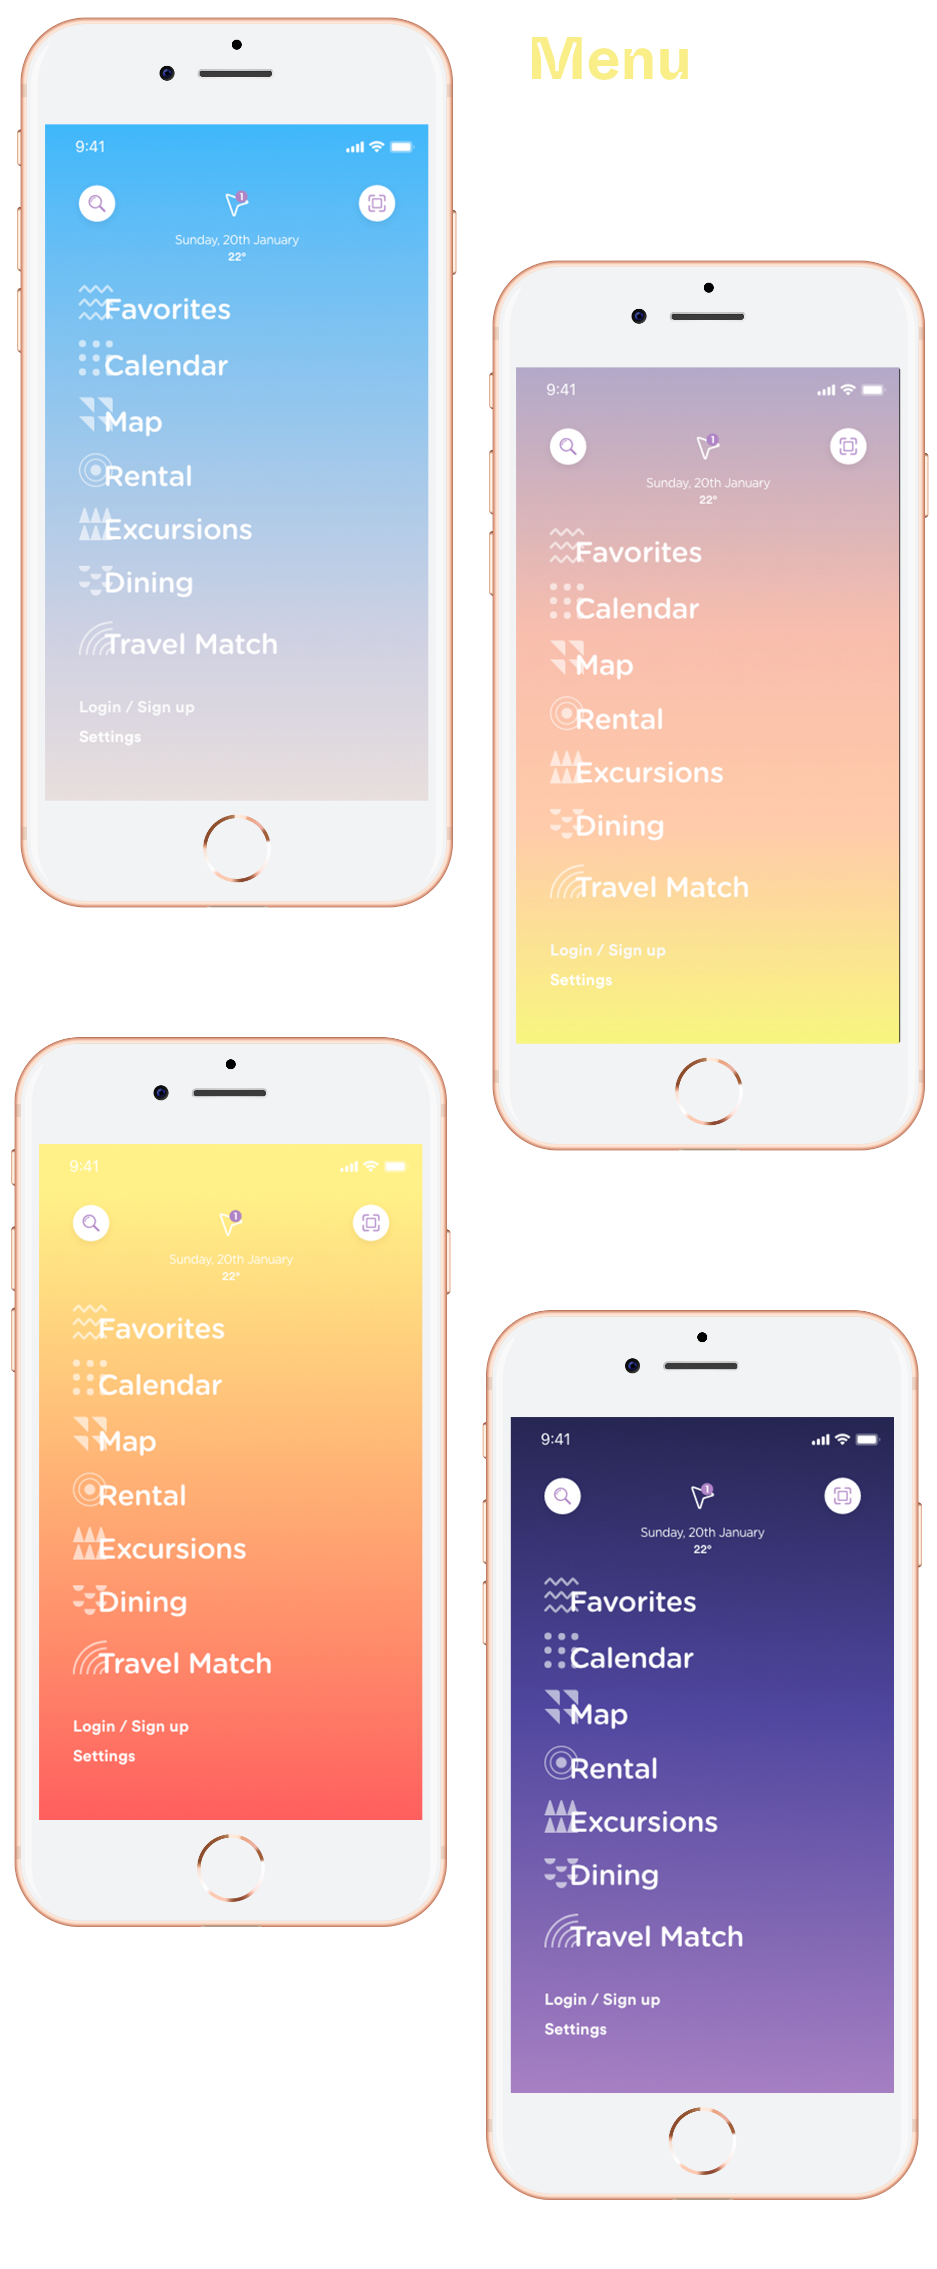 Menu
9:41
1
Sunday, 20th January
22°
Favorites
Calendar
Map
Rental
Excursions
Dining
Travel Match
Login / Sign up
Settings
9:41
1
Sunday, 20th January
22°
Favorites
Calendar
Map
Rental
Excursions
Dining
Travel Match
Login / Sign up
Settings
9:41
1
Sunday, 20th January
22°
Favorites
Calendar
Map
Rental
Excursions
Dining
Travel Match
Login / Sign up
Settings
9:41
1
Sunday, 20th January
22°
Favorites
Calendar
Map
Rental
Excursions
Dining
Travel Match
Login / Sign up
Settings